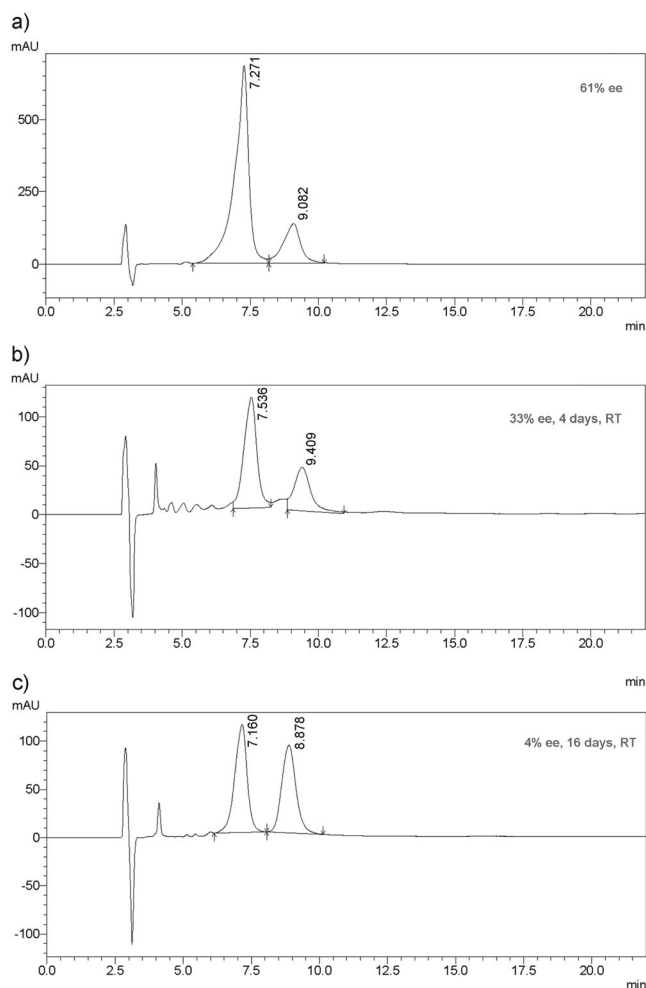 a)
mAU
7.271
9.082
61% ee
500
250
0
0.0 2.5 5.0 7.5 10.0 12.5 15.0 17.5 20.0
min
b)
mAU
7.536
9.409
33% ee, 4 days, RT
100
50
0
-50
-100
0.0 2.5 5.0 7.5 10.0 12.5 15.0 17.5 20.0
min
c)
mAU
7.160
8.878
4% ee, 16 days, RT
100
50
0
-50
-100
0.0 2.5 5.0 7.5 10.0 12.5 15.0 17.5 20.0